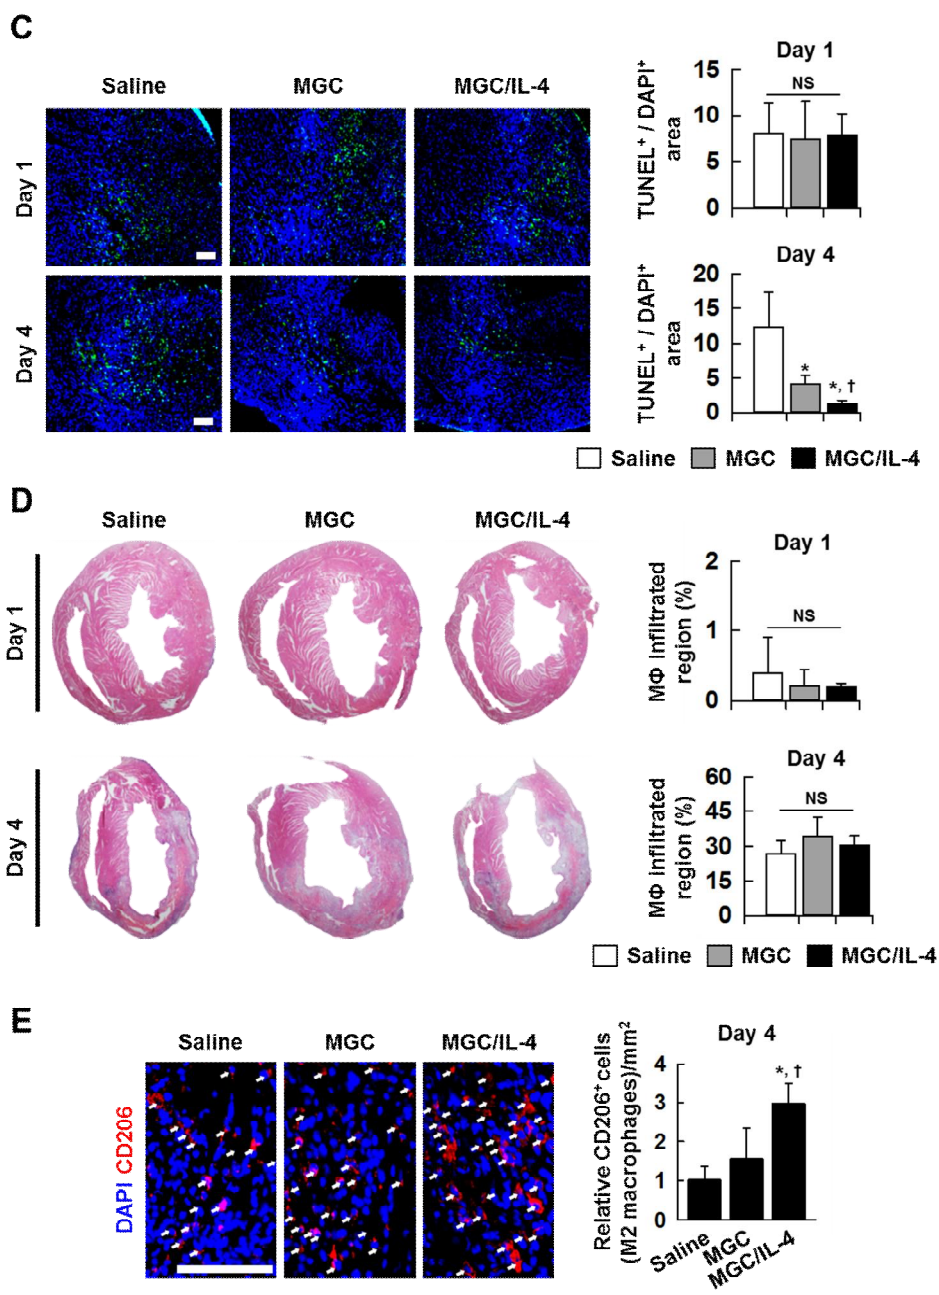 C
Saline MGC MGC/IL-4
Day 1
Day 4
Day 1
TUNEL⁺ / DAPI⁺
area
15
10
5
0
NS
Day 4
TUNEL⁺ / DAPI⁺
area
20
15
10
5
0
*
*, †
Saline MGC MGC/IL-4
D
Saline MGC MGC/IL-4
Day 1
Day 4
Day 1
MΦ Infiltrated
region (%)
2
1
0
NS
Day 4
MΦ infiltrated
region (%)
60
45
30
15
0
NS
Saline MGC MGC/IL-4
E
Saline MGC MGC/IL-4
DAPI CD206
Day 4
Relative CD206⁺ cells
(M2 macrophages)/mm²
4
3
2
1
0
*, †
Saline
MGC
MGC/IL-4